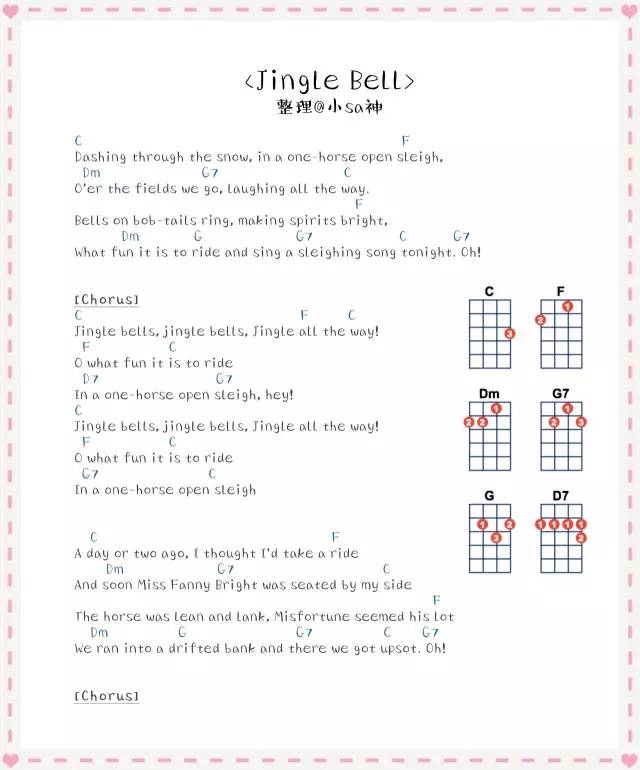 <Jingle Bell>
整理@小sa神
C F
Dashing through the snow, in a one-horse open sleigh,
Dm G7 C
O'er the fields we go, laughing all the way.
F
Bells on bob-tails ring, making spirits bright,
Dm G G7 C G7
What fun it is to ride and sing a sleighing song tonight. Oh!
[Chorus]
C F C
Jingle bells, jingle bells, Jingle all the way!
F C
O what fun it is to ride
D7 G7
In a one-horse open sleigh, hey!
C
Jingle bells, jingle bells, Jingle all the way!
F C
O what fun it is to ride
G7 C
In a one-horse open sleigh
C F
A day or two ago, I thought I'd take a ride
Dm G7 C
And soon Miss Fanny Bright was seated by my side
F
The horse was lean and lank, Misfortune seemed his lot
Dm G G7 C G7
We ran into a drifted bank and there we got upsot. Oh!
[Chorus]
C F
3
1
2
Dm G7
1
2 2
1
2 3
G D7
1 2
3
1 1 1 1
2